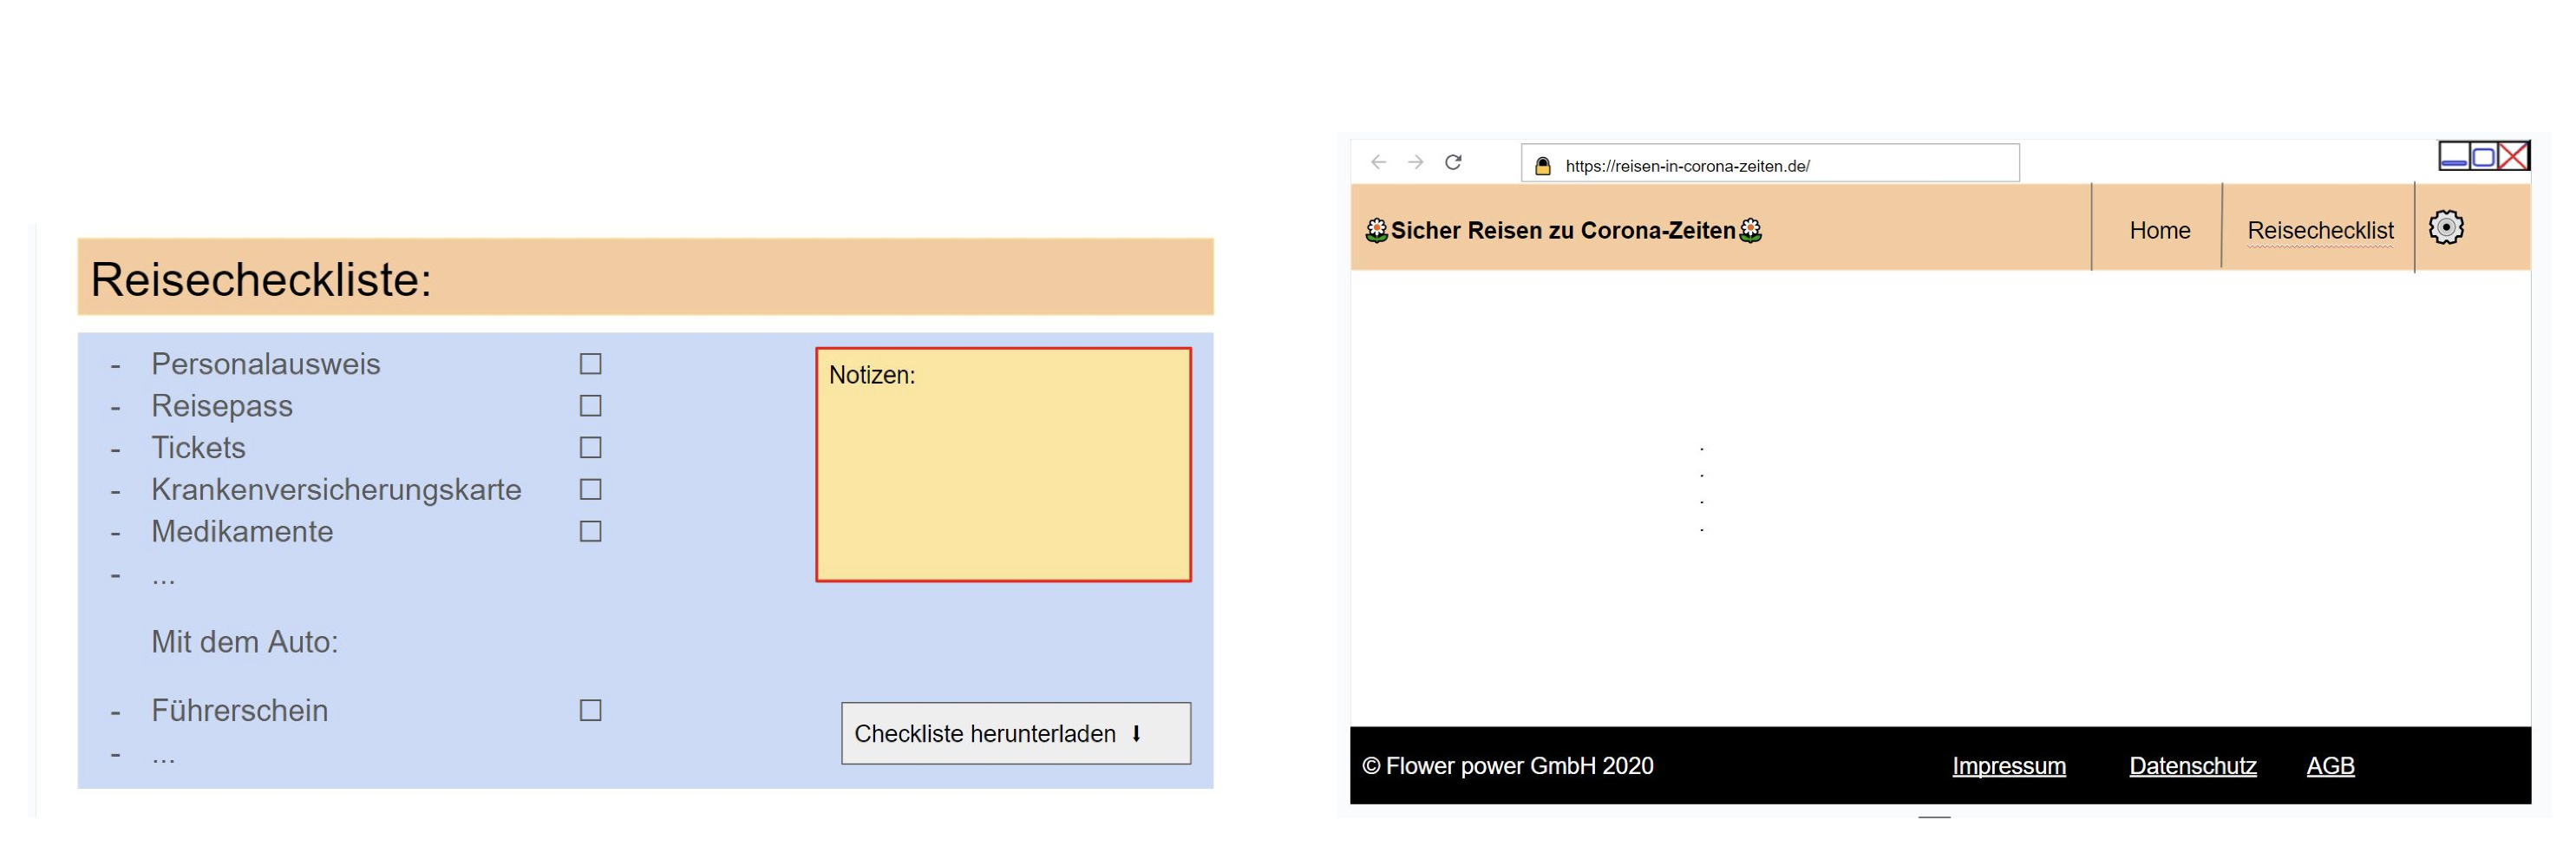 Reisecheckliste:
- Personalausweis ☐
- Reisepass ☐
- Tickets ☐
- Krankenversicherungskarte ☐
- Medikamente ☐
- ...
Mit dem Auto:
- Führerschein ☐
- ...
Notizen:
Checkliste herunterladen ⬇
https://reisen-in-corona-zeiten.de/
Sicher Reisen zu Corona-Zeiten
Home
Reisechecklist
© Flower power GmbH 2020
Impressum
Datenschutz
AGB